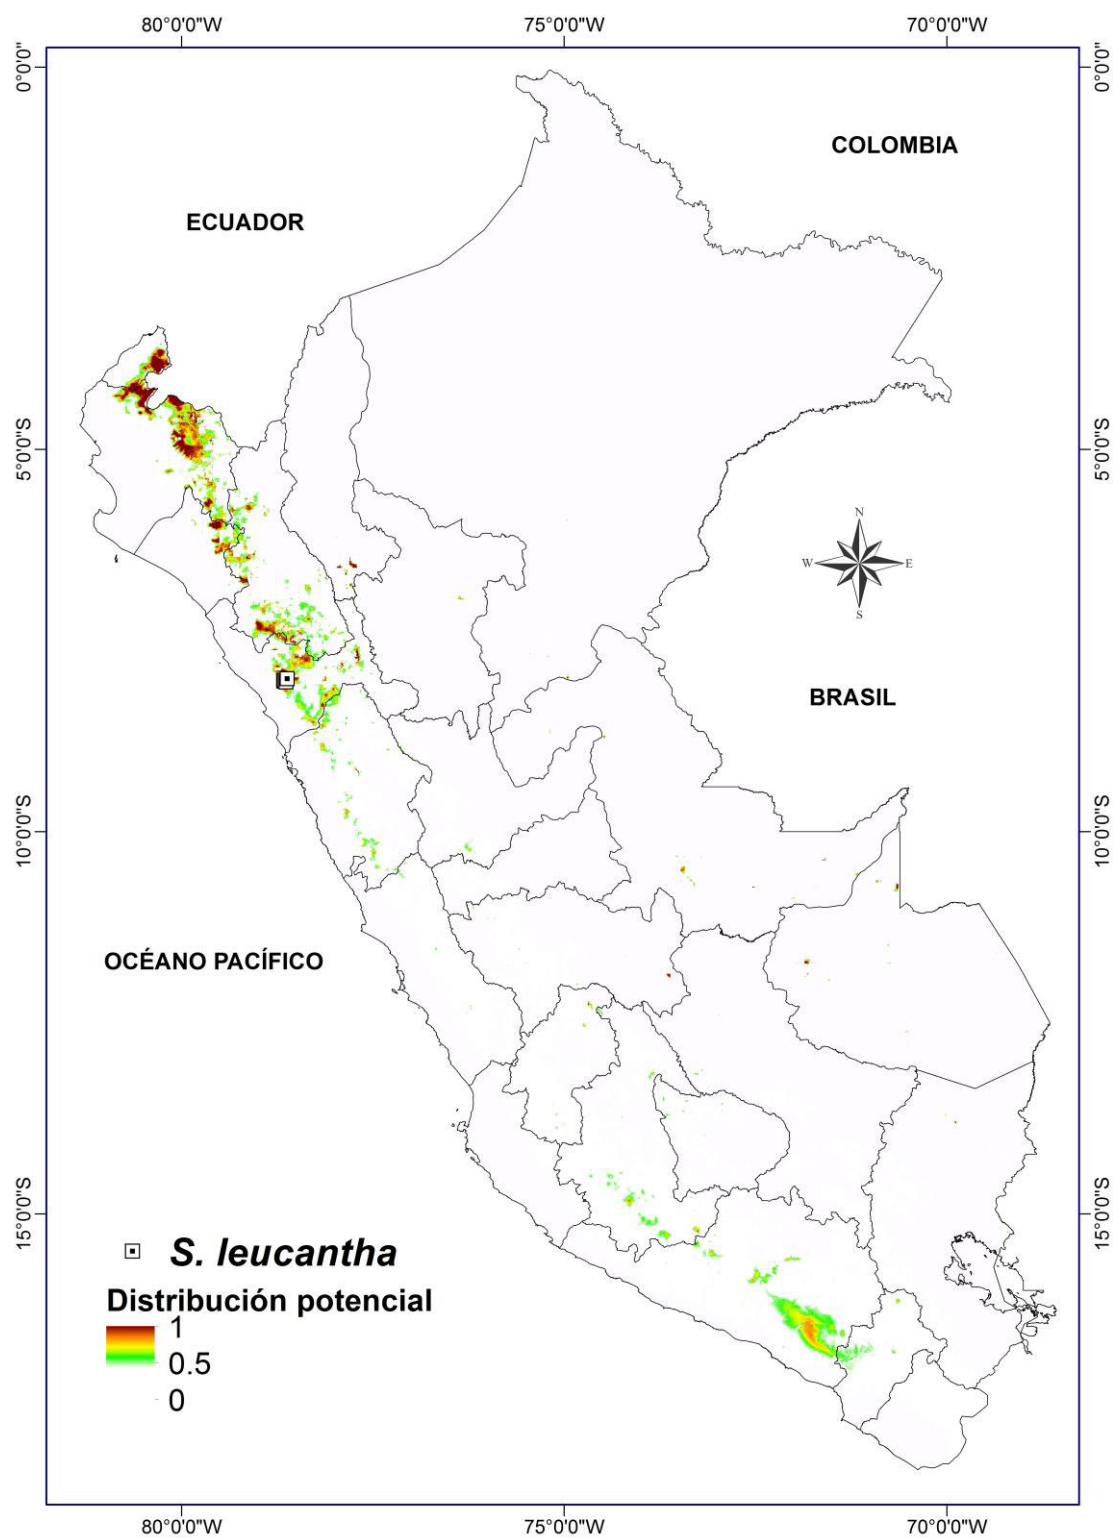 80°0'0"W 75°0'0"W 70°0'0"W
0°0'0" 0°0'0"
COLOMBIA
ECUADOR
5°0'0"S 5°0'0"S
N
W E
S
BRASIL
10°0'0"S 10°0'0"S
OCÉANO PACÍFICO
15°0'0"S 15°0'0"S
S. leucantha
Distribución potencial
1
0.5
0
80°0'0"W 75°0'0"W 70°0'0"W